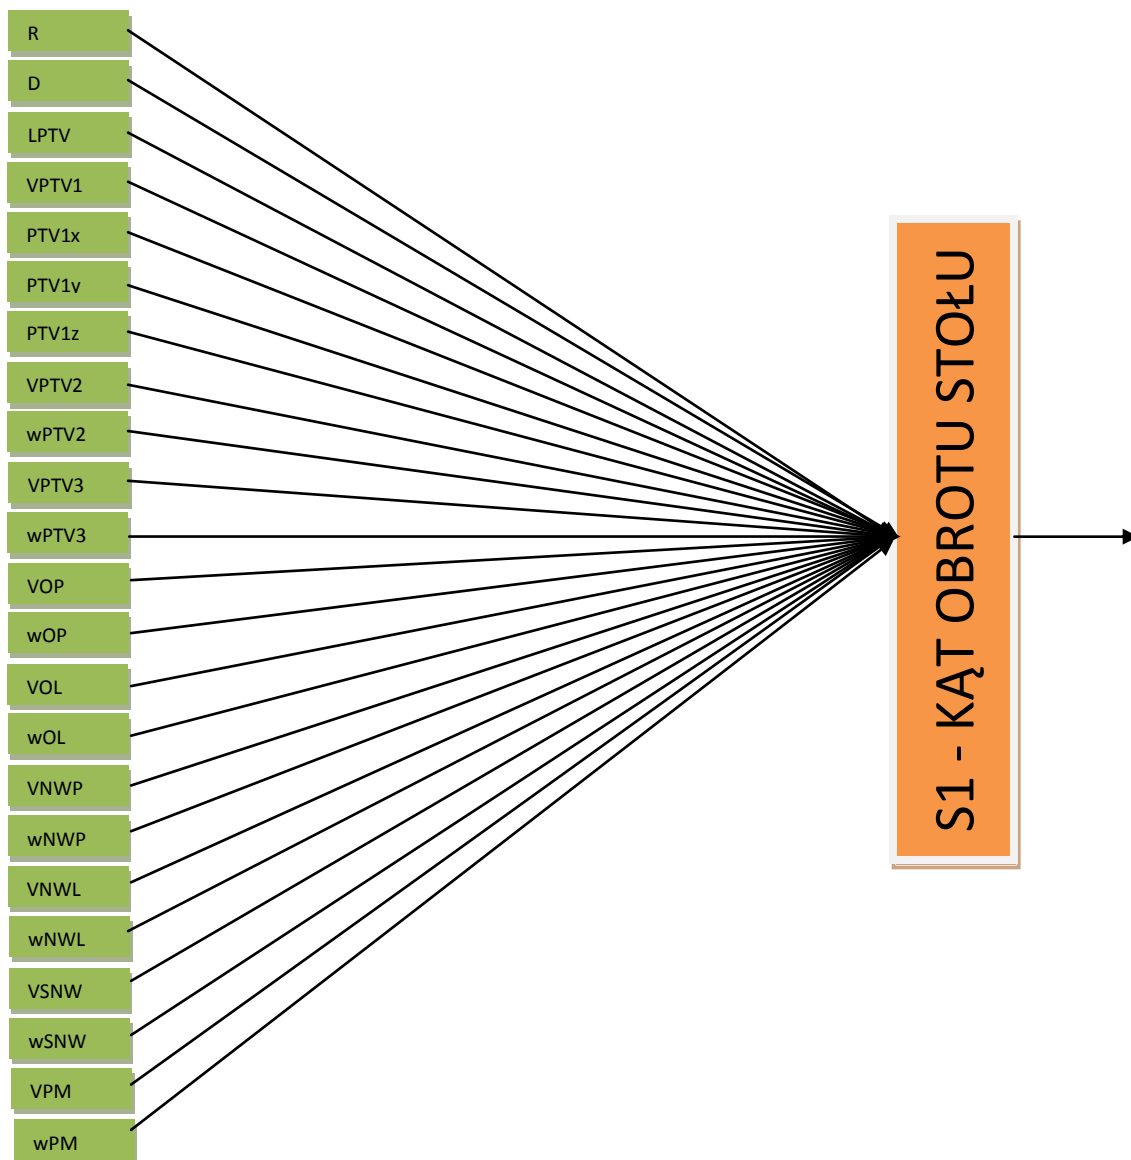 R
D
LPTV
VPTV1
PTV1x
PTV1y
PTV1z
VPTV2
wPTV2
VPTV3
wPTV3
VOP
wOP
VOL
wOL
VNWP
wNWP
VNWL
wNWL
VSNW
wSNW
VPM
wPM
S1 - KĄT OBROTU STOŁU